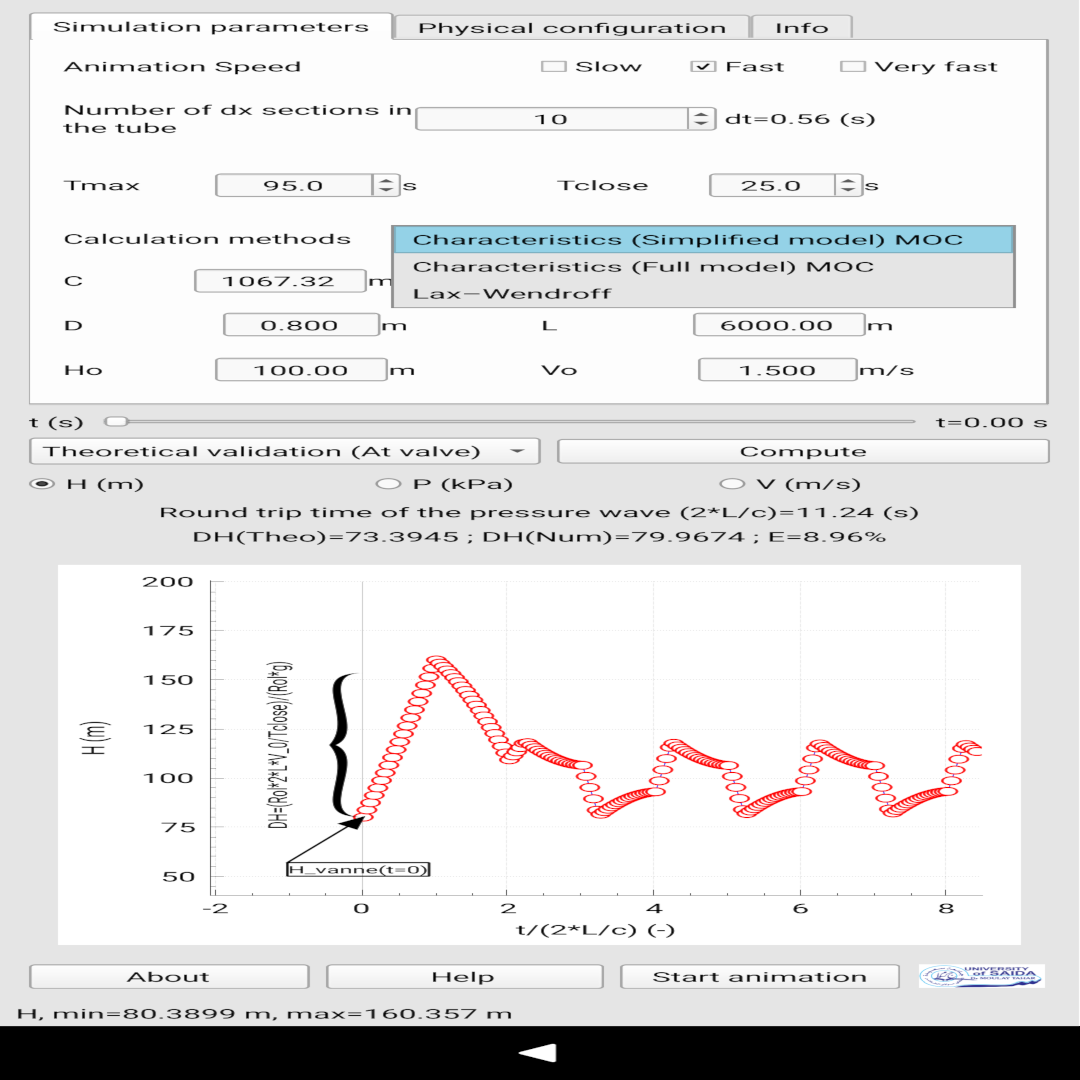 Simulation parameters Physical configuration Info
Animation Speed Slow Fast Very fast
Number of dx sections in
the tube 10 dt=0.56 (s)
Tmax 95.0 s Tclose 25.0 s
Calculation methods Characteristics (Simplified model) MOC
Characteristics (Full model) MOC
C 1067.32 m
Lax-Wendroff
D 0.800 m L 6000.00 m
Ho 100.00 m Vo 1.500 m/s
t (s) t=0.00 s
Theoretical validation (At valve) Compute
H (m) P (kPa) V (m/s)
Round trip time of the pressure wave (2*L/c)=11.24 (s)
DH(Theo)=73.3945 ; DH(Num)=79.9674 ; E=8.96%
200
175
150
125
100
75
50
H (m)
DH=(Rol*2*L*V_0/Tclose)/(Rol*g)
H_vanne(t=0)
-2 0 2 4 6 8
t/(2*L/c) (-)
About Help Start animation
UNIVERSITY
of SAIDA
Dr MOULAY TAHAR
H, min=80.3899 m, max=160.357 m